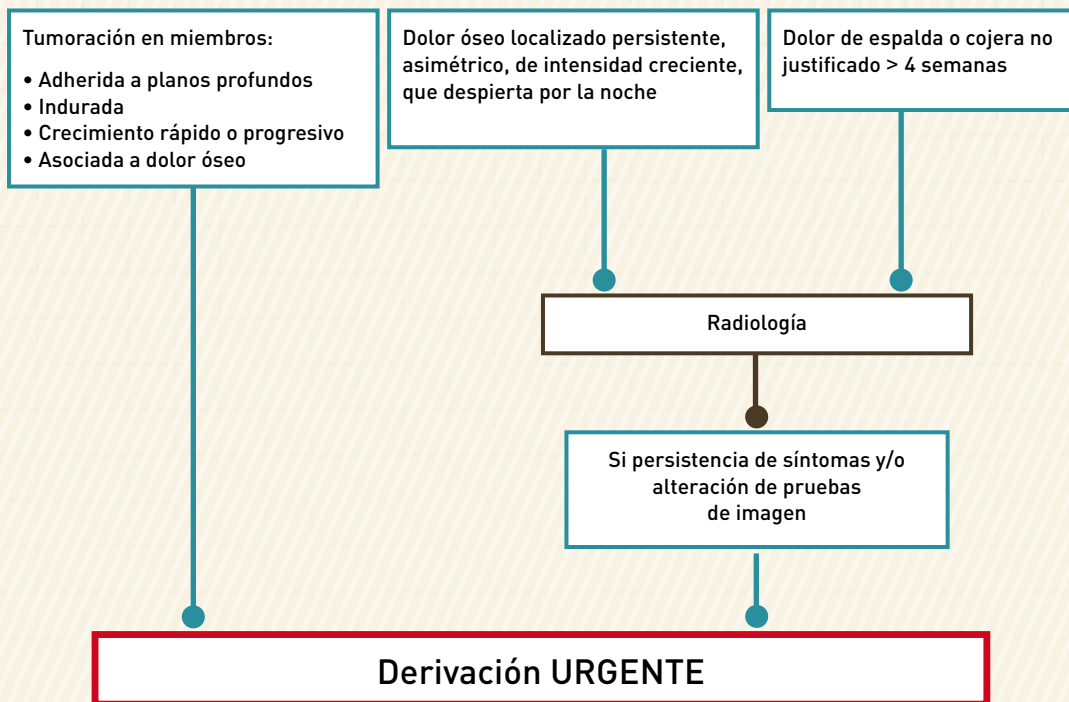 Tumoración en miembros:
• Adherida a planos profundos
• Indurada
• Crecimiento rápido o progresivo
• Asociada a dolor óseo
Dolor óseo localizado persistente,
asimétrico, de intensidad creciente,
que despierta por la noche
Dolor de espalda o cojera no
justificado > 4 semanas
Radiología
Si persistencia de síntomas y/o
alteración de pruebas
de imagen
Derivación URGENTE